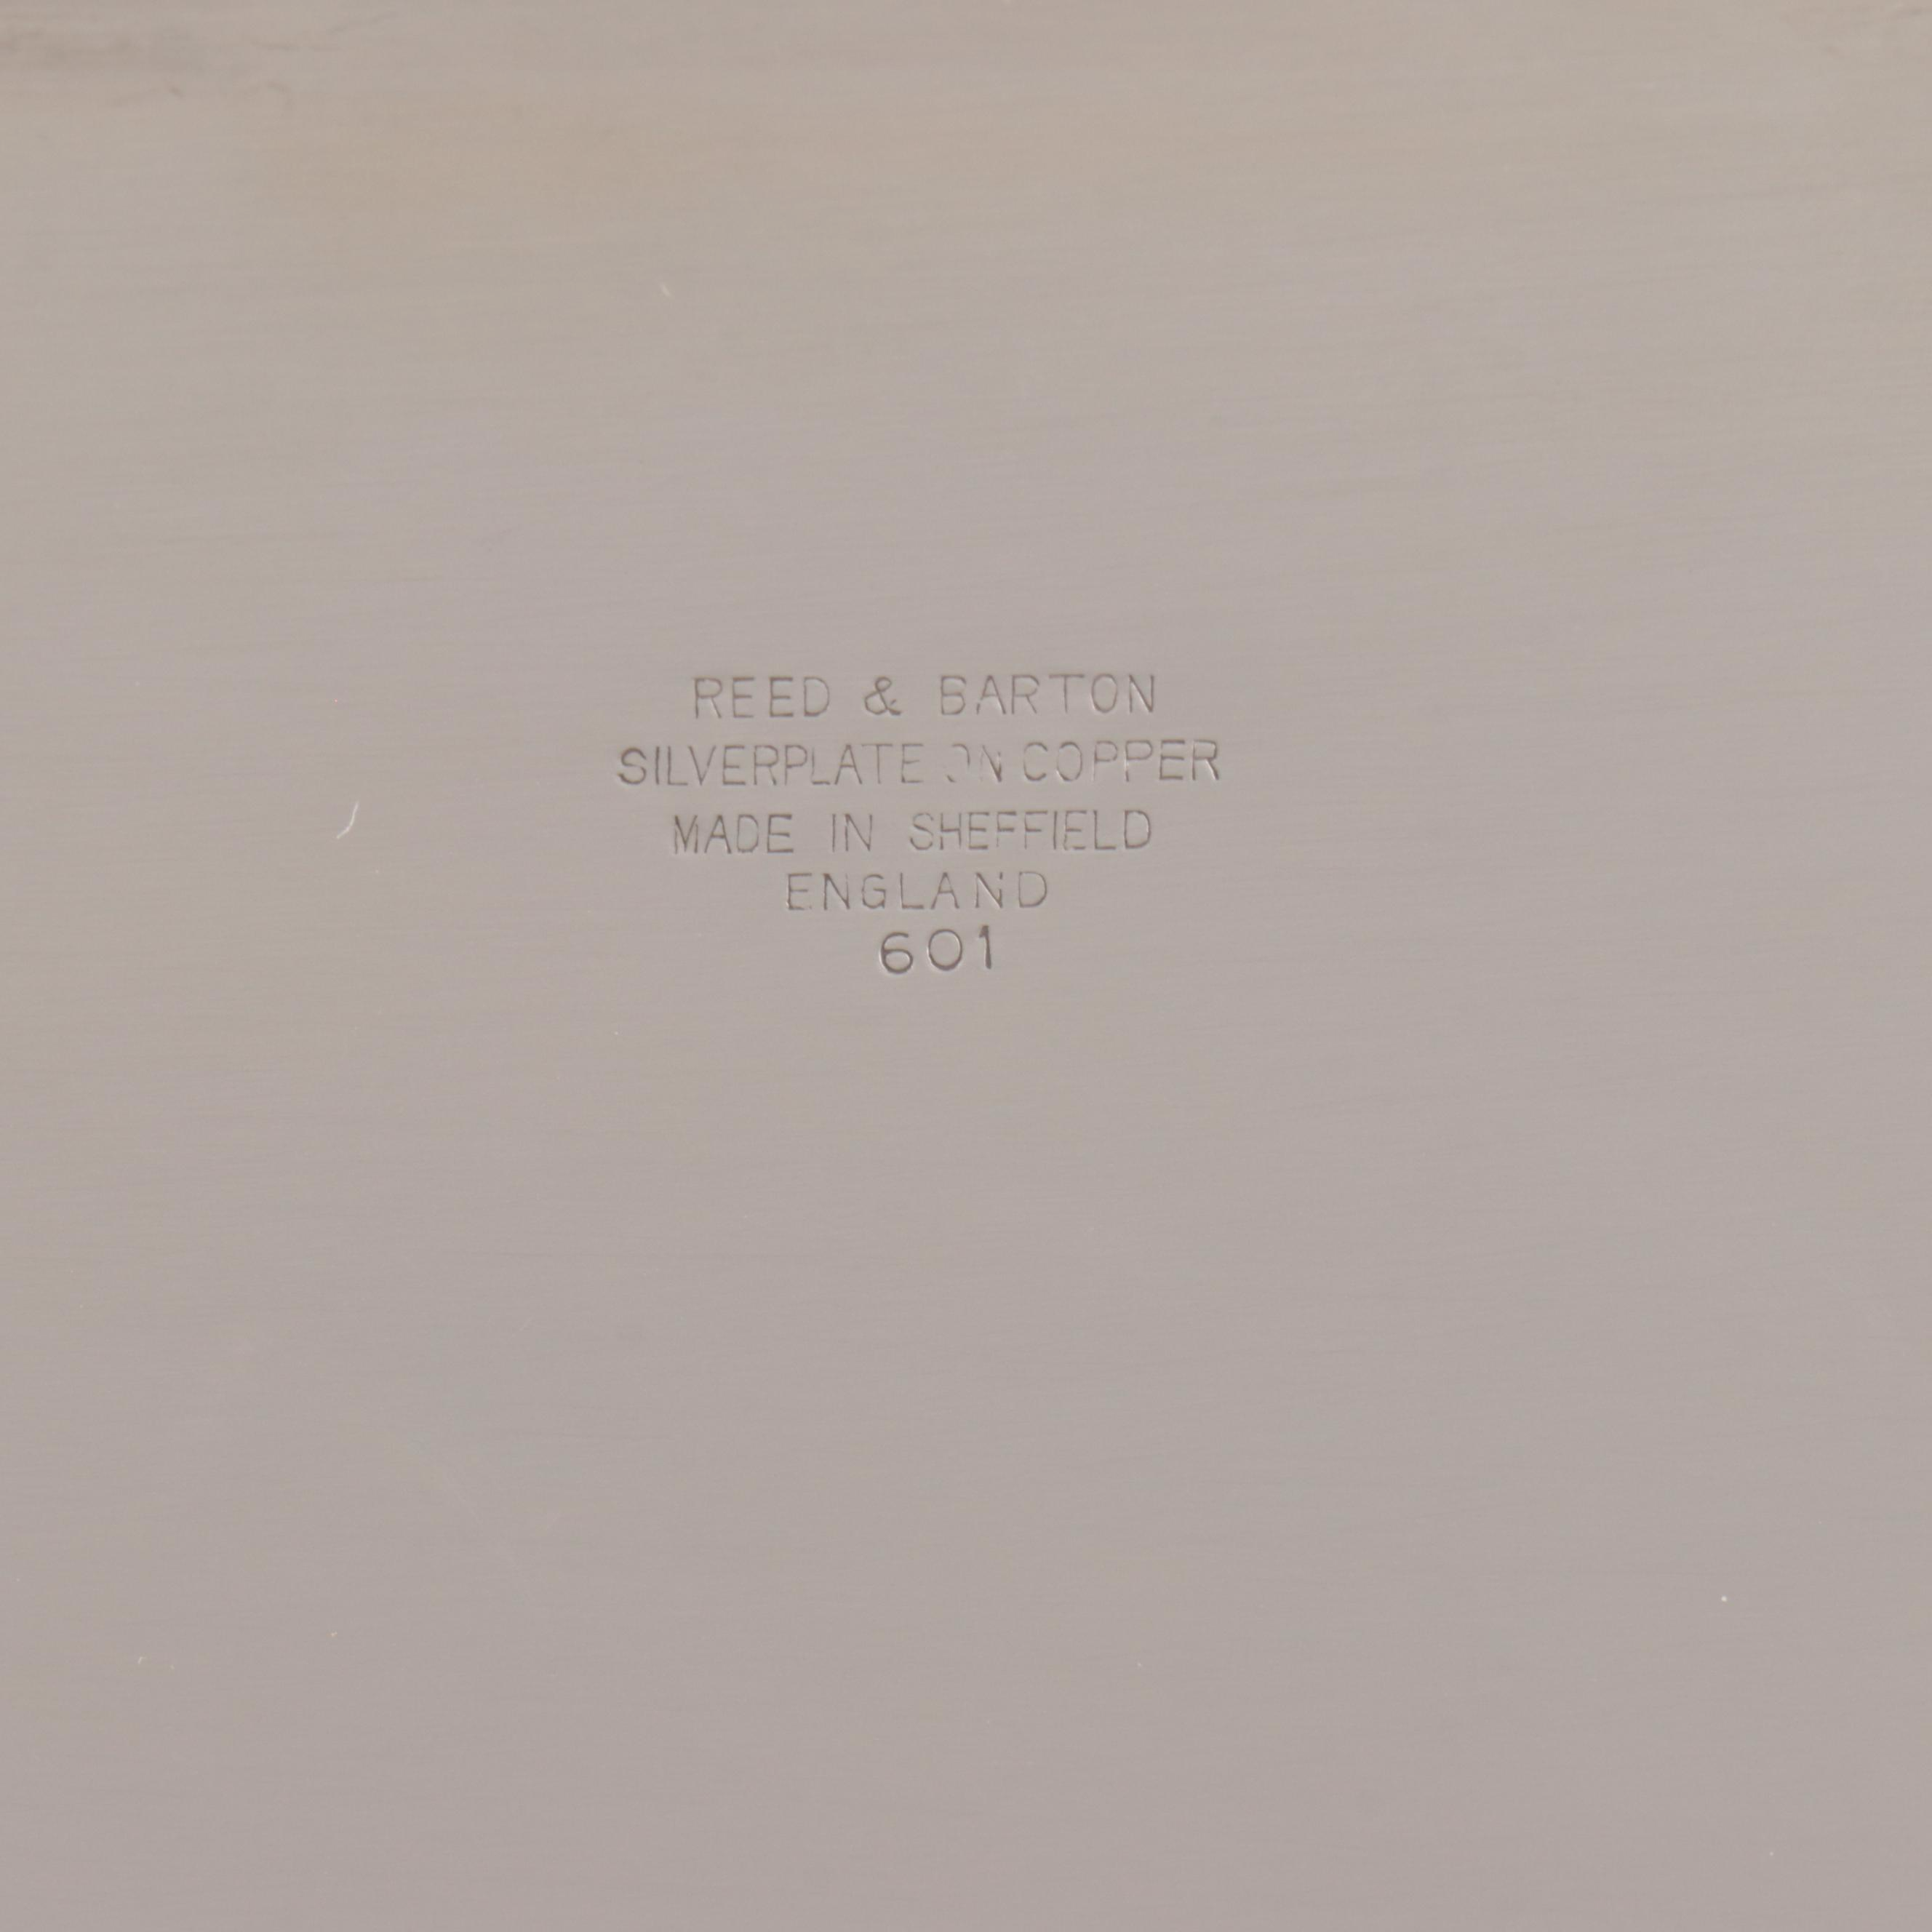 REED & BARTON
SILVERPLATE ON COPPER
MADE IN SHEFFIELD
ENGLAND
601